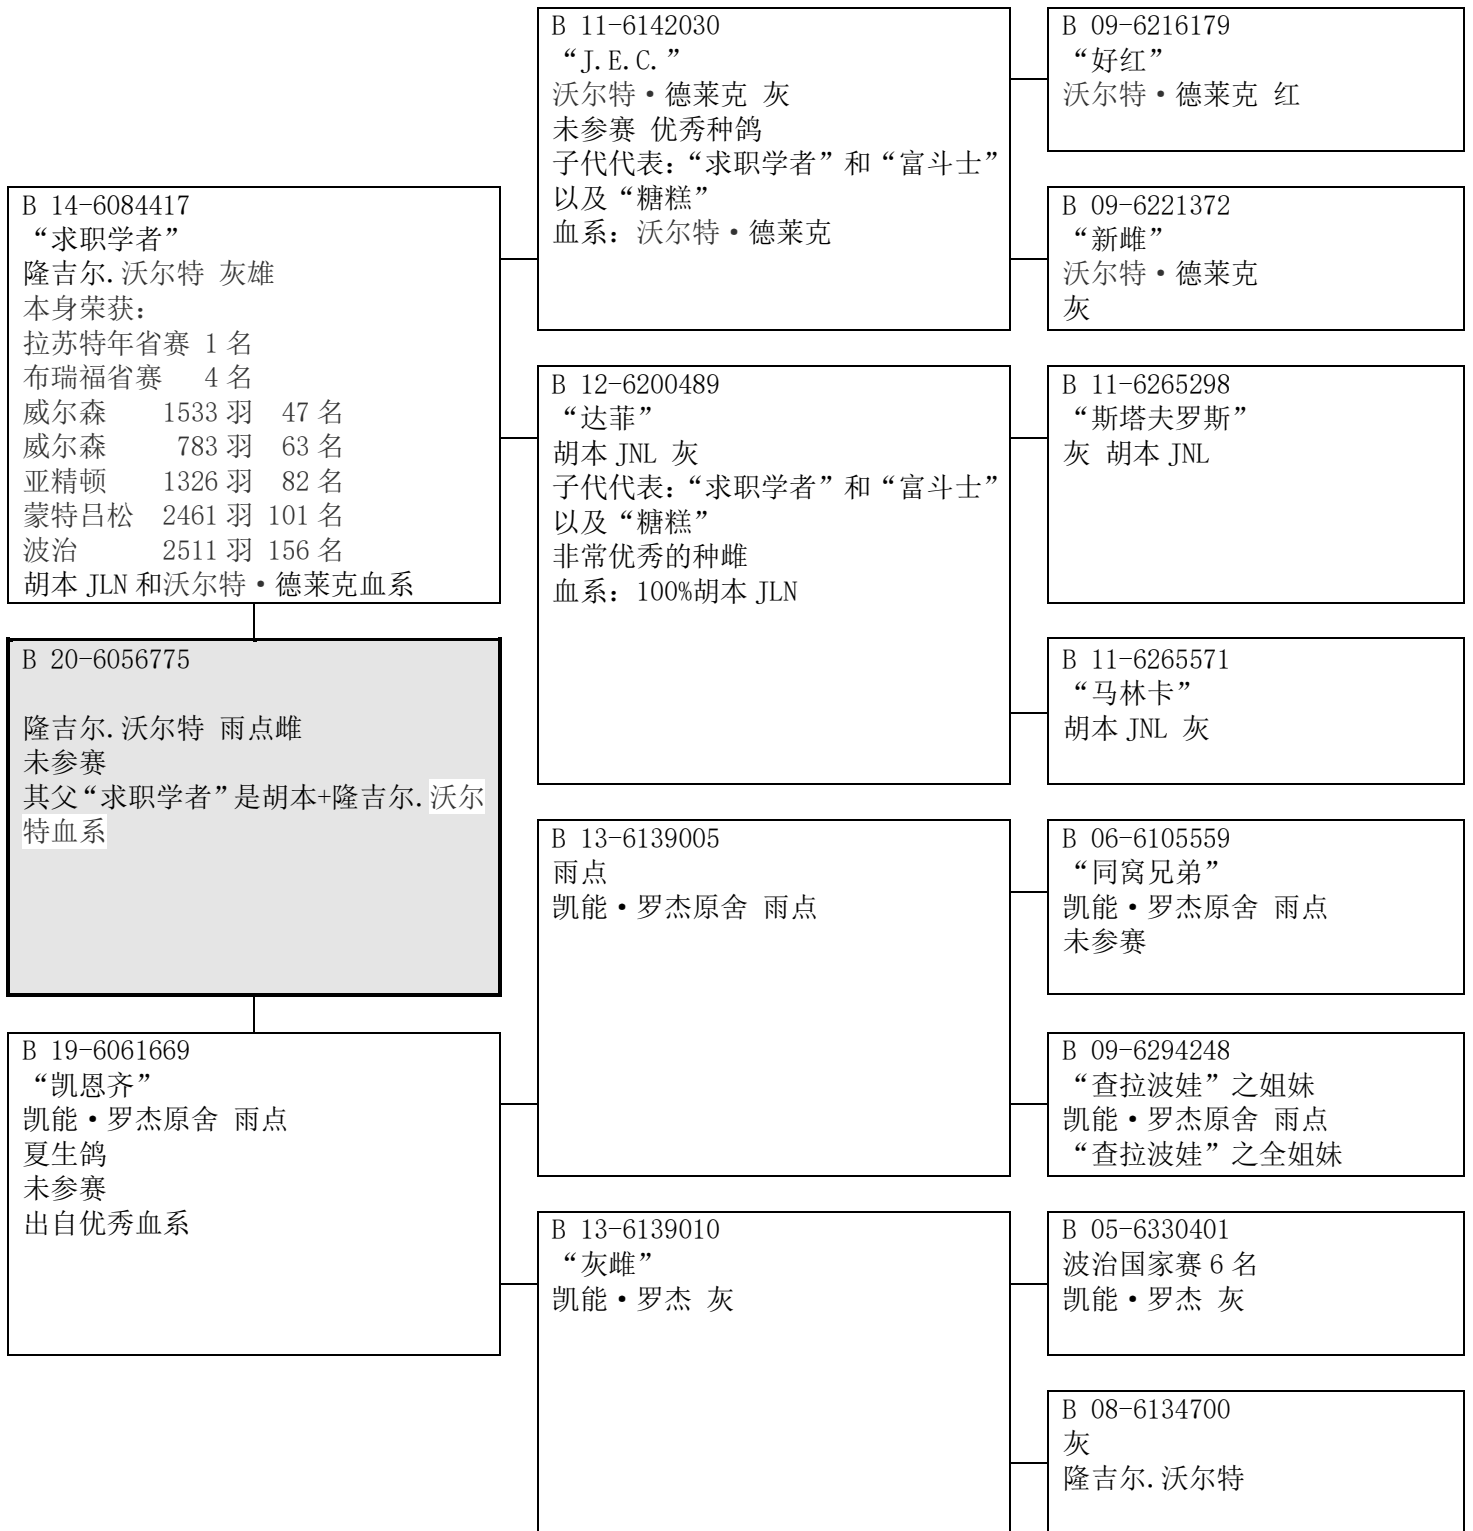 B 14-6084417
“求职学者”
隆吉尔.沃尔特 灰雄
本身荣获：
拉苏特年省赛 1 名
布瑞福省赛 4 名
威尔森 1533 羽 47 名
威尔森 783 羽 63 名
亚精顿 1326 羽 82 名
蒙特吕松 2461 羽 101 名
波治 2511 羽 156 名
胡本 JLN 和沃尔特·德莱克血系
B 20-6056775
隆吉尔.沃尔特 雨点雌
未参赛
其父“求职学者”是胡本+隆吉尔.沃尔
特血系
B 19-6061669
“凯恩齐”
凯能·罗杰原舍 雨点
夏生鸽
未参赛
出自优秀血系
B 11-6142030
“J.E.C.”
沃尔特·德莱克 灰
未参赛 优秀种鸽
子代代表：“求职学者”和“富斗士”
以及“糖糕”
血系：沃尔特·德莱克
B 12-6200489
“达菲”
胡本 JNL 灰
子代代表：“求职学者”和“富斗士”
以及“糖糕”
非常优秀的种雌
血系：100%胡本 JLN
B 13-6139005
雨点
凯能·罗杰原舍 雨点
B 13-6139010
“灰雌”
凯能·罗杰 灰
B 09-6216179
“好红”
沃尔特·德莱克 红
B 09-6221372
“新雌”
沃尔特·德莱克
灰
B 11-6265298
“斯塔夫罗斯”
灰 胡本 JNL
B 11-6265571
“马林卡”
胡本 JNL 灰
B 06-6105559
“同窝兄弟”
凯能·罗杰原舍 雨点
未参赛
B 09-6294248
“查拉波娃”之姐妹
凯能·罗杰原舍 雨点
“查拉波娃”之全姐妹
B 05-6330401
波治国家赛 6 名
凯能·罗杰 灰
B 08-6134700
灰
隆吉尔.沃尔特